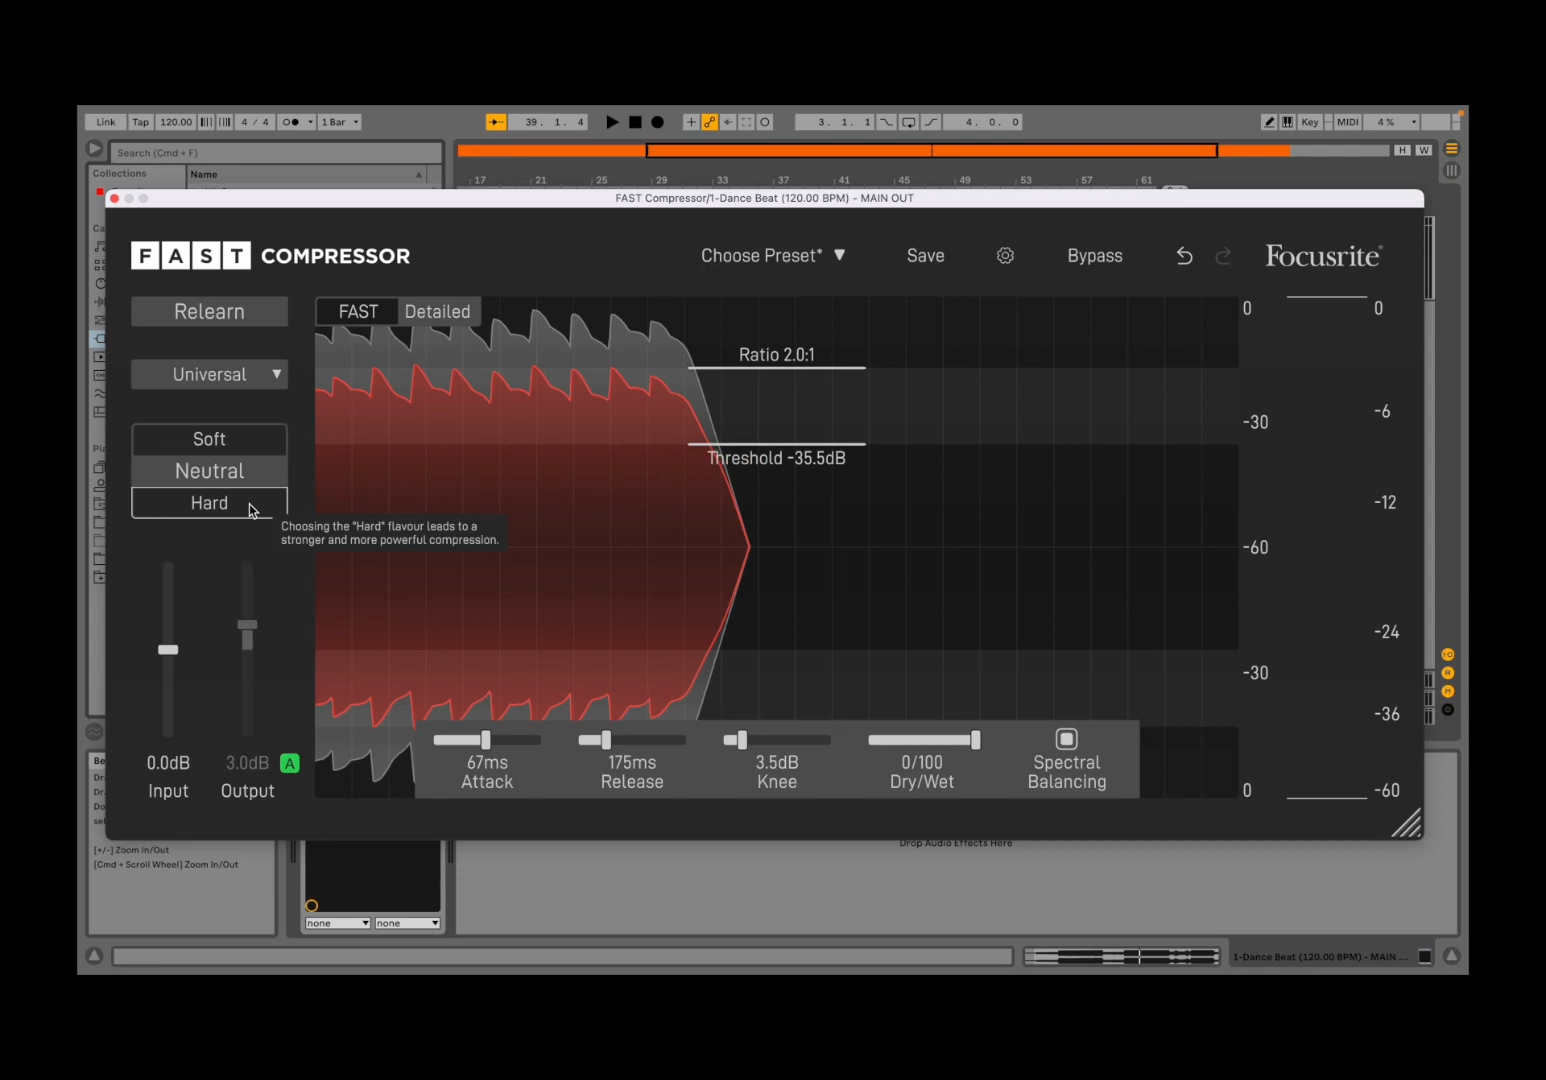 Link Tap 120.00 4 / 4 1 Bar 39. 1. 4 3. 1. 1 4. 0. 0 Key MIDI 4%
Search (Cmd + F) H W
Collections Name
17 21 25 29 33 37 41 45 49 53 57 61
FAST Compressor/1-Dance Beat (120.00 BPM) - MAIN OUT
FAST COMPRESSOR Choose Preset* Save Bypass Focusrite®
Relearn FAST Detailed 0 0
Ratio 2.0:1
Universal
-6
-30
Soft
Threshold -35.5dB
Neutral
Hard -12
Choosing the "Hard" flavour leads to a
stronger and more powerful compression.
-60
-24
-30
-36
0.0dB 3.0dB A 67ms 175ms 3.5dB 0/100 Spectral
Input Output Attack Release Knee Dry/Wet Balancing
0 -60
Drop Audio Effects Here
[+/-] Zoom In/Out
[Cmd + Scroll Wheel] Zoom In/Out
none none
1-Dance Beat (120.00 BPM) - MAIN ...